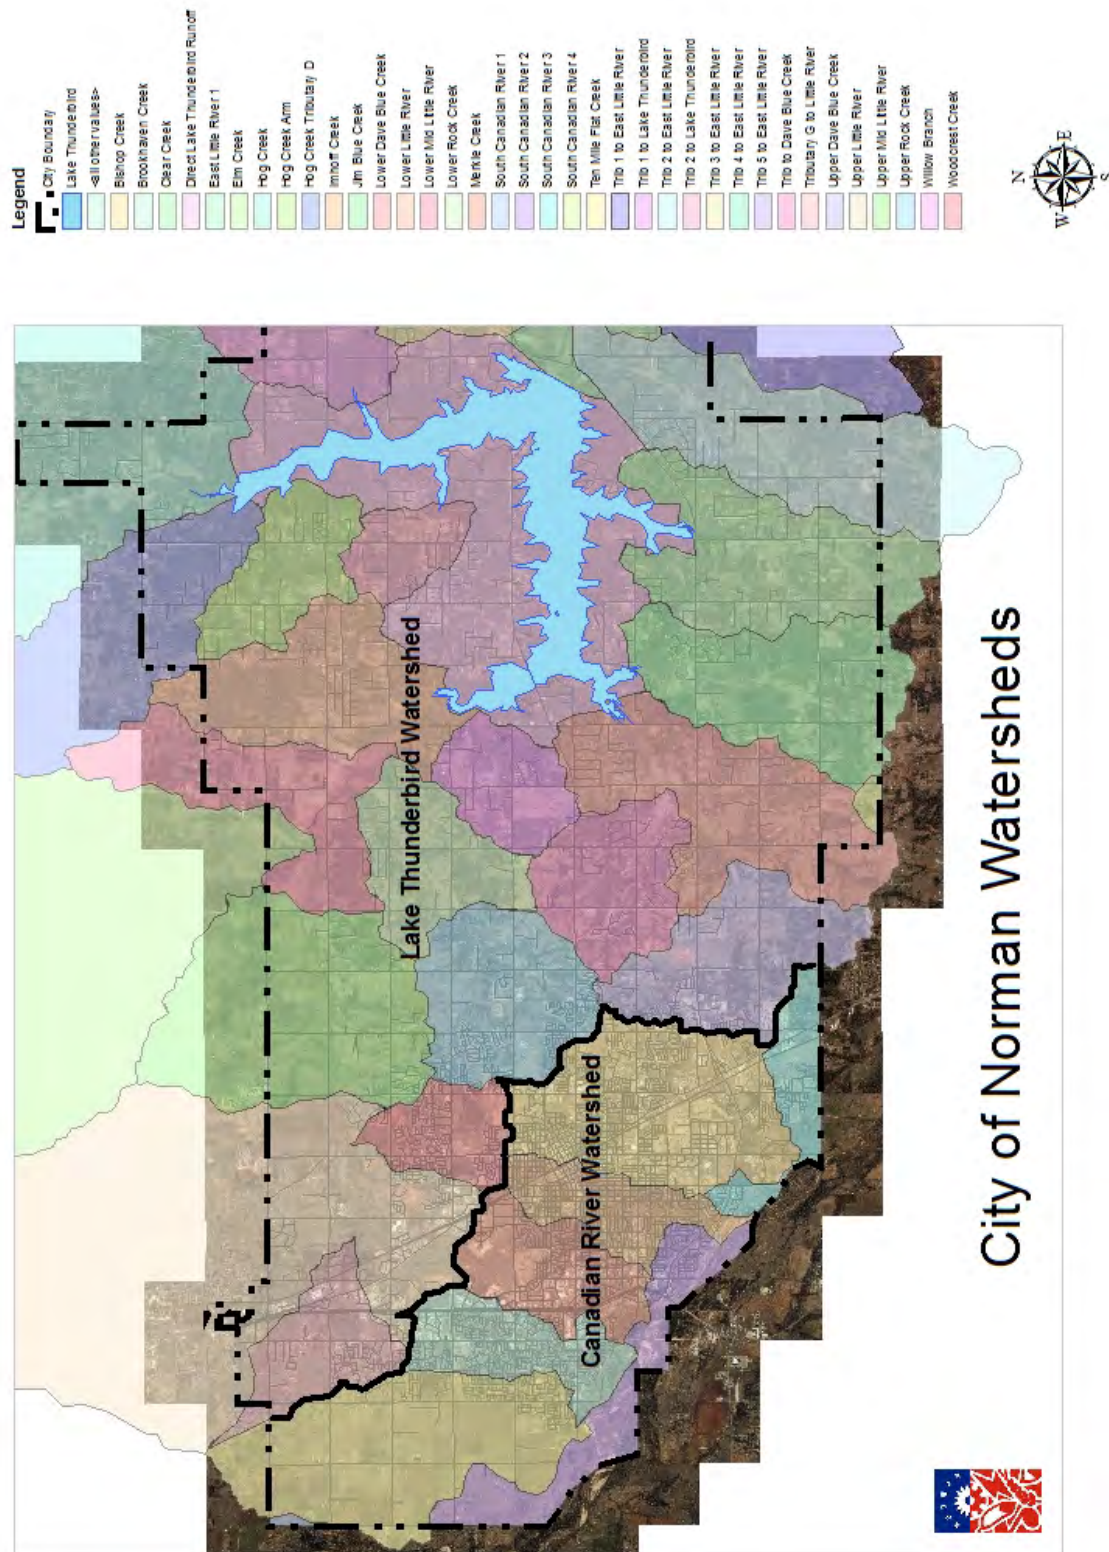 Legend
City Boundary
Lake Thunderbird
<all other values>
Bishop Creek
Brookhaven Creek
Clear Creek
Direct Lake Thunderbird Runoff
East Little River 1
Elm Creek
Hog Creek
Hog Creek Arm
Hog Creek Tributary D
Imhoff Creek
Jim Blue Creek
Lower Dave Blue Creek
Lower Little River
Lower Mid Little River
Lower Rock Creek
Merkle Creek
South Canadian River 1
South Canadian River 2
South Canadian River 3
South Canadian River 4
Ten Mile Flat Creek
Trib 1 to East Little River
Trib 1 to Lake Thunderbird
Trib 2 to East Little River
Trib 2 to Lake Thunderbird
Trib 3 to East Little River
Trib 4 to East Little River
Trib 5 to East Little River
Trib to Dave Blue Creek
Tributary G to Little River
Upper Dave Blue Creek
Upper Little River
Upper Mid Little River
Upper Rock Creek
Willow Branch
Woodcrest Creek
N
W
E
S
Lake Thunderbird Watershed
Canadian River Watershed
City of Norman Watersheds